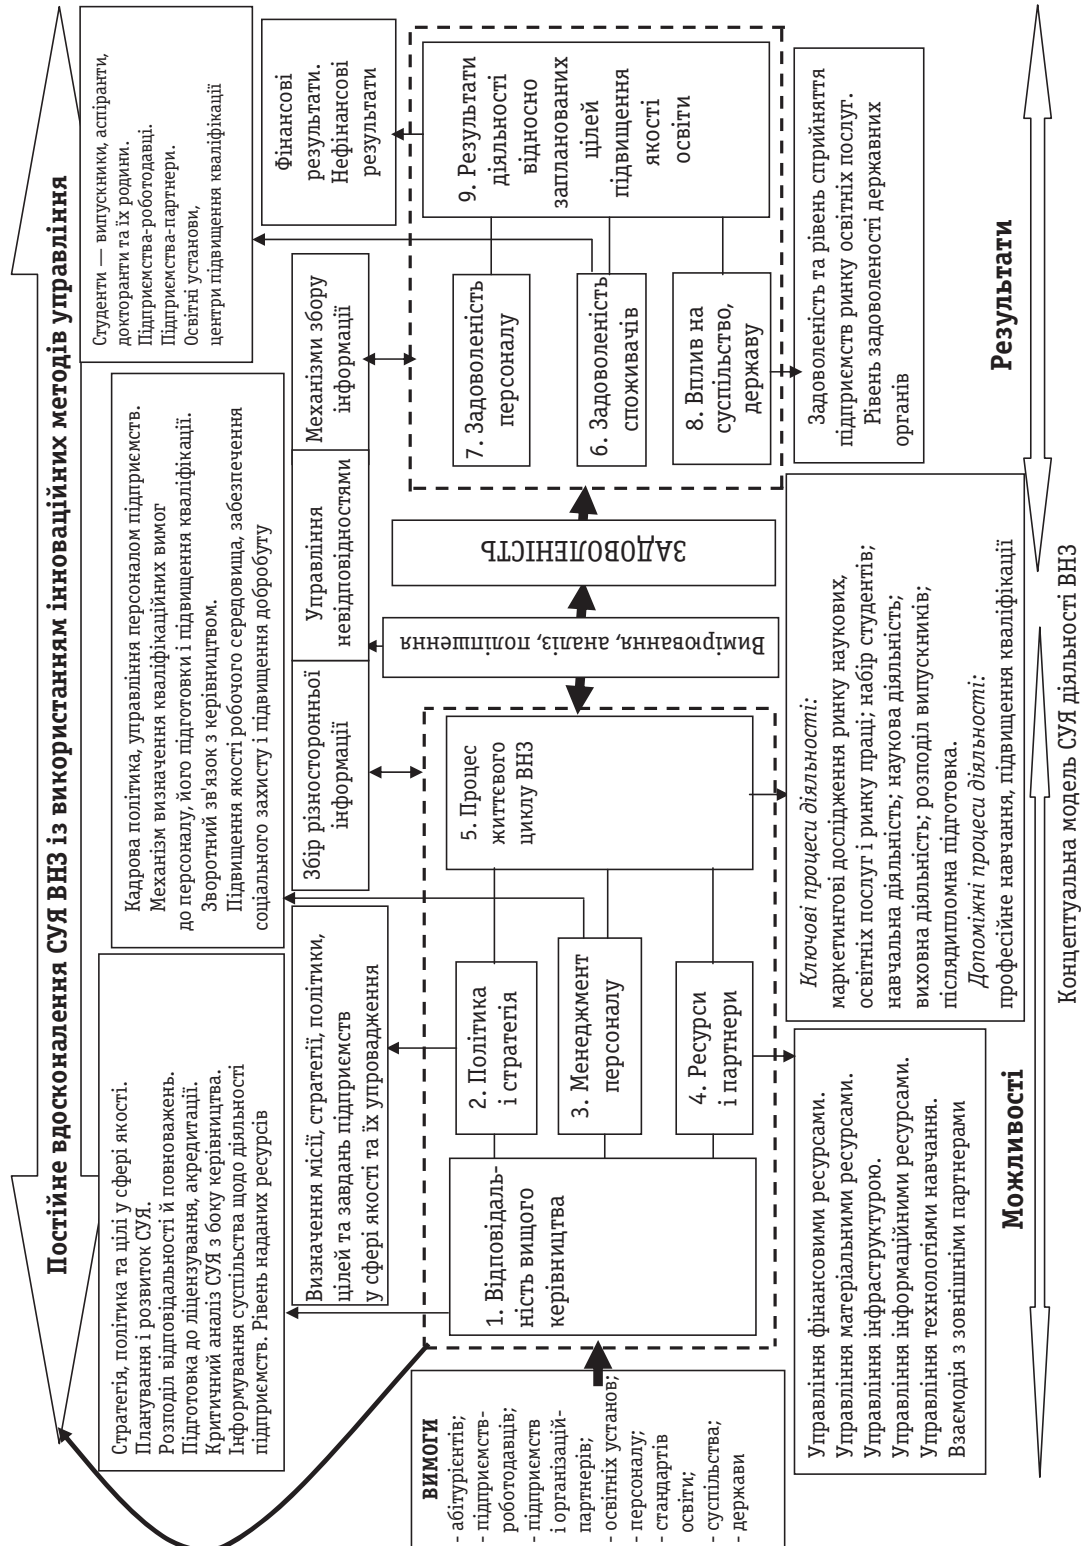 Постійне вдосконалення СУЯ ВНЗ із використанням інноваційних методів управління
Стратегія, політика та цілі у сфері якості.
Планування і розвиток СУЯ.
Розподіл відповідальності й повноважень.
Підготовка до ліцензування, акредитації.
Критичний аналіз СУЯ з боку керівництва.
Інформування суспільства щодо діяльності
підприємств. Рівень наданих ресурсів
Кадрова політика, управління персоналом підприємств.
Механізм визначення кваліфікаційних вимог
до персоналу, його підготовки і підвищення кваліфікації.
Зворотний зв'язок з керівництвом.
Підвищення якості робочого середовища, забезпечення
соціального захисту і підвищення добробуту
Студенти — випускники, аспіранти,
докторанти та їх родини.
Підприємства-роботодавці.
Підприємства-партнери.
Освітні установи,
центри підвищення кваліфікації
Фінансові
результати.
Нефінансові
результати
Визначення місії, стратегії, політики,
цілей та завдань підприємств
у сфері якості та їх упровадження
Збір різносторонньої
інформації
Управління
невідповідностями
Механізми збору
інформації
ВИМОГИ
- абітурієнтів;
- підприємств-
роботодавців;
- підприємств
і організацій-
партнерів;
- освітніх установ;
- персоналу;
- стандартів
освіти;
- суспільства;
- держави
1. Відповідаль-
ність вищого
керівництва
2. Політика
і стратегія
3. Менеджмент
персоналу
4. Ресурси
і партнери
5. Процес
життєвого
циклу ВНЗ
Вимірювання, аналіз, поліпшення
ЗАДОВОЛЕНІСТЬ
7. Задоволеність
персоналу
6. Задоволеність
споживачів
8. Вплив на
суспільство,
державу
9. Результати
діяльності
відносно
запланованих
цілей
підвищення
якості
освіти
Управління фінансовими ресурсами.
Управління матеріальними ресурсами.
Управління інфраструктурою.
Управління інформаційними ресурсами.
Управління технологіями навчання.
Взаємодія з зовнішніми партнерами
Ключові процеси діяльності:
маркетингові дослідження ринку наукових,
освітніх послуг і ринку праці; набір студентів;
навчальна діяльність; наукова діяльність;
виховна діяльність; розподіл випускників;
післядипломна підготовка.
Допоміжні процеси діяльності:
професійне навчання, підвищення кваліфікації
Задоволеність та рівень сприйняття
підприємств ринку освітніх послуг.
Рівень задоволеності державних
органів
Можливості
Результати
Концептуальна модель СУЯ діяльності ВНЗ